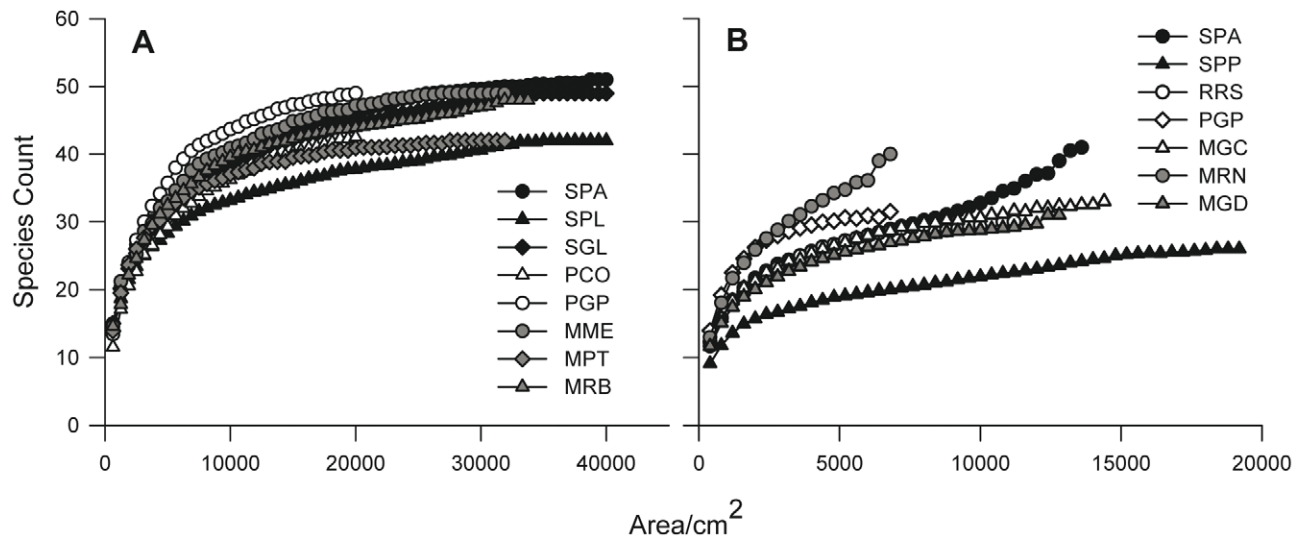 A
B
60
50
40
30
20
10
0
Species Count
SPA
SPL
SGL
PCO
PGP
MME
MPT
MRB
SPA
SPP
RRS
PGP
MGC
MRN
MGD
0 10000 20000 30000 40000
0 5000 10000 15000 20000
Area/cm²